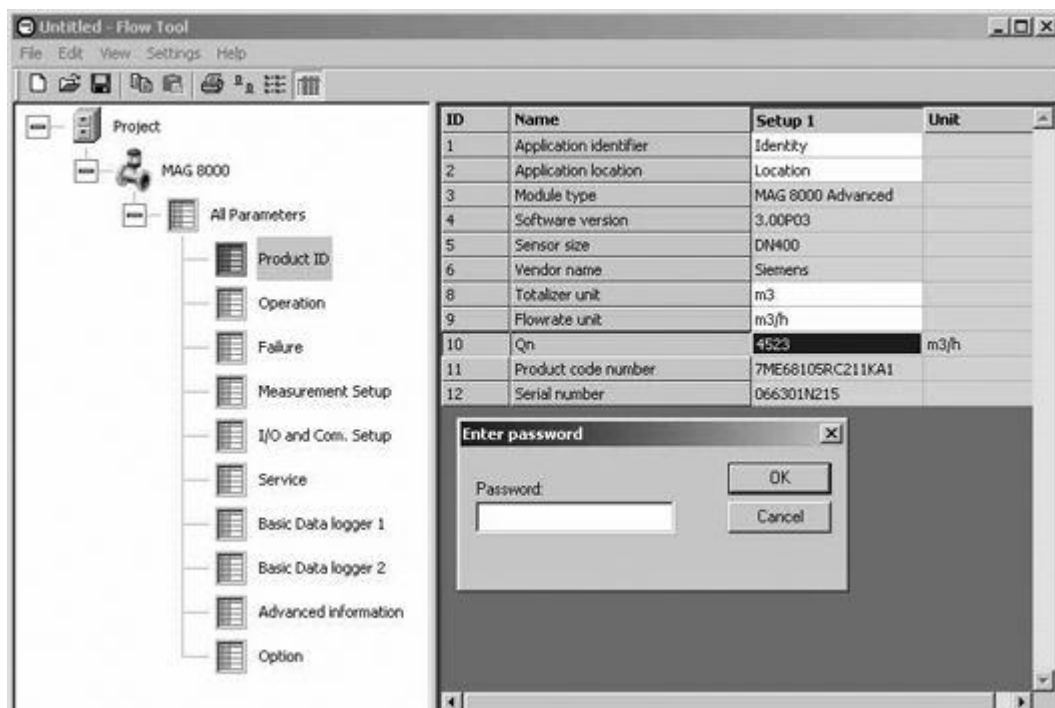 Untitled - Flow Tool
File Edit View Settings Help
Project
MAG 8000
All Parameters
Product ID
Operation
Failure
Measurement Setup
I/O and Com. Setup
Service
Basic Data logger 1
Basic Data logger 2
Advanced information
Option
ID Name Setup 1 Unit
1 Application identifier Identity
2 Application location Location
3 Module type MAG 8000 Advanced
4 Software version 3.00P03
5 Sensor size DN400
6 Vendor name Siemens
8 Totalizer unit m3
9 Flowrate unit m3/h
10 Qn 4523 m3/h
11 Product code number 7ME68105RC211KA1
12 Serial number 066301N215
Enter password
Password:
OK
Cancel